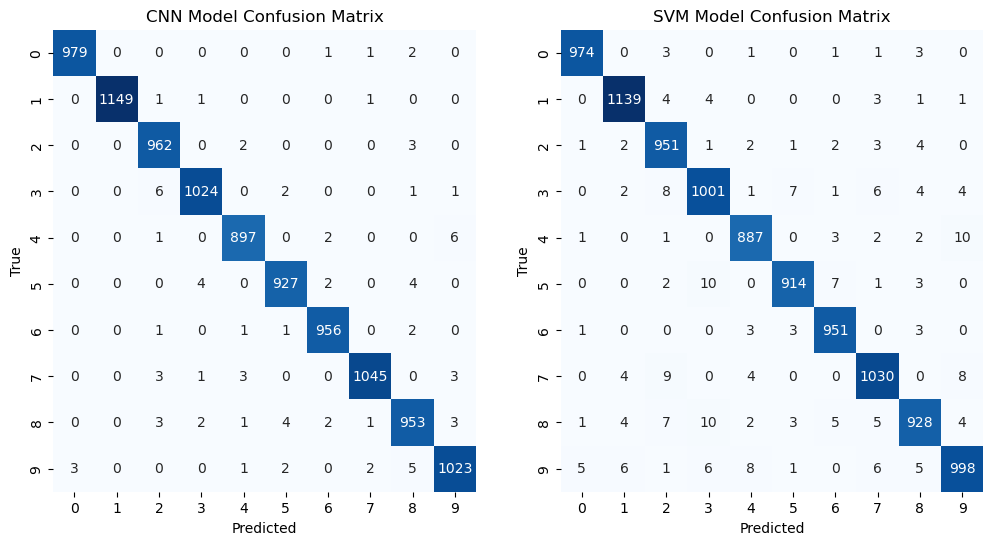 CNN Model Confusion Matrix
0 979 0 0 0 0 0 1 1 2 0
1 0 1149 1 1 0 0 0 1 0 0
2 0 0 962 0 2 0 0 0 3 0
3 0 0 6 1024 0 2 0 0 1 1
4 0 0 1 0 897 0 2 0 0 6
5 0 0 0 4 0 927 2 0 4 0
6 0 0 1 0 1 1 956 0 2 0
7 0 0 3 1 3 0 0 1045 0 3
8 0 0 3 2 1 4 2 1 953 3
9 3 0 0 0 1 2 0 2 5 1023
0 1 2 3 4 5 6 7 8 9
True
Predicted
SVM Model Confusion Matrix
0 974 0 3 0 1 0 1 1 3 0
1 0 1139 4 4 0 0 0 3 1 1
2 1 2 951 1 2 1 2 3 4 0
3 0 2 8 1001 1 7 1 6 4 4
4 1 0 1 0 887 0 3 2 2 10
5 0 0 2 10 0 914 7 1 3 0
6 1 0 0 0 3 3 951 0 3 0
7 0 4 9 0 4 0 0 1030 0 8
8 1 4 7 10 2 3 5 5 928 4
9 5 6 1 6 8 1 0 6 5 998
0 1 2 3 4 5 6 7 8 9
True
Predicted